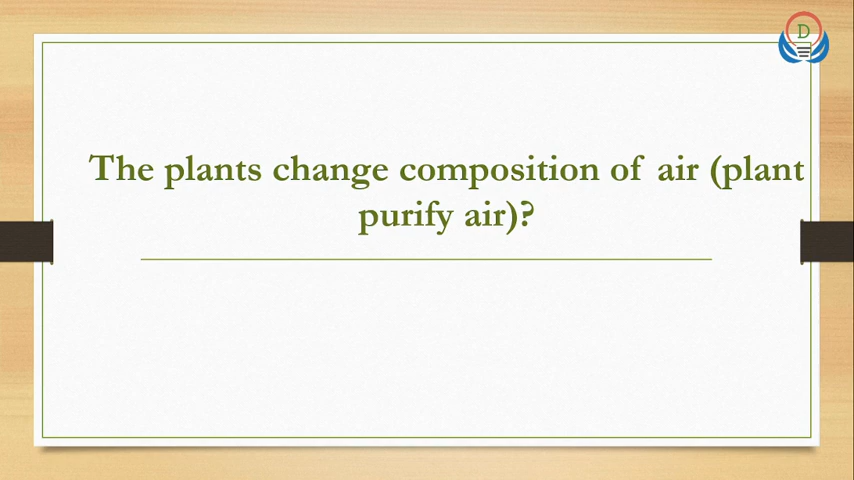 D
The plants change composition of air (plant
purify air)?